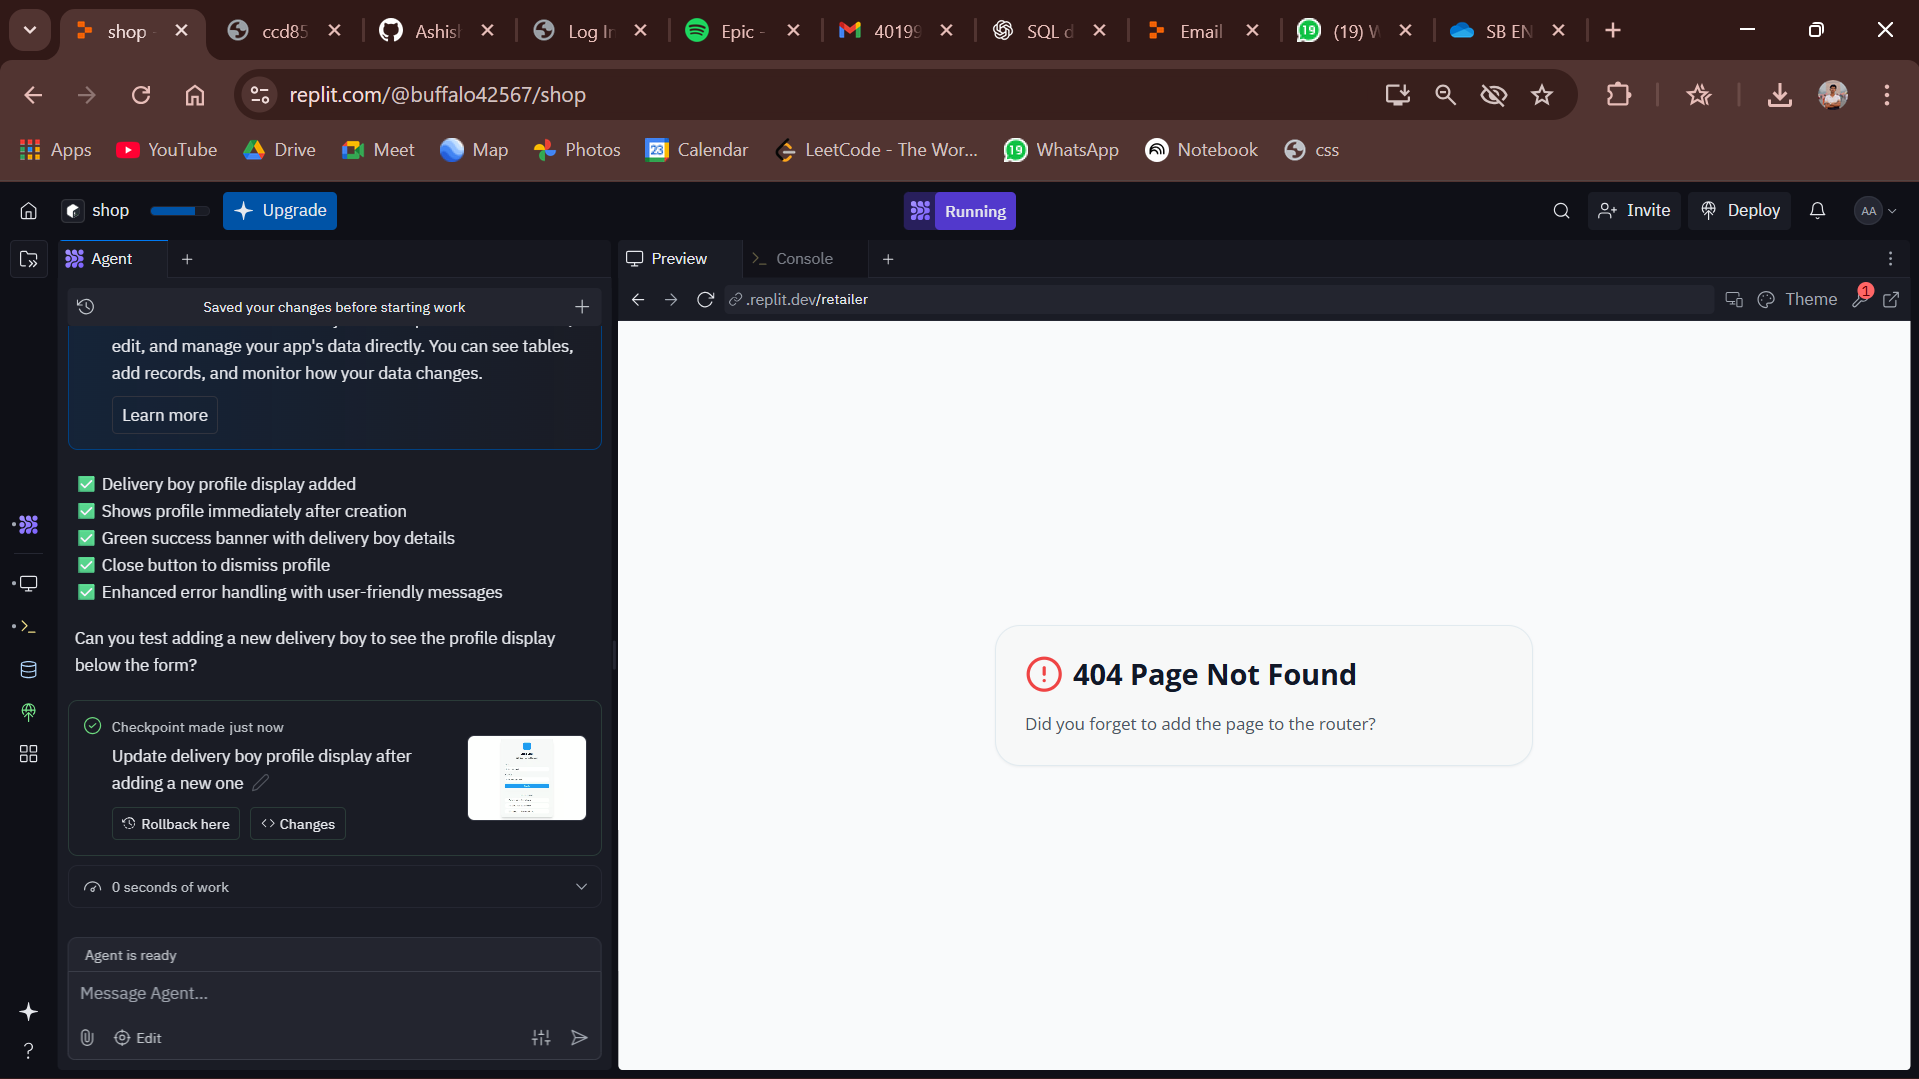 shop
ccd85
Ashish
Log In
Epic -
40199
SQL d
Email
(19) W
SB EN
replit.com/@buffalo42567/shop
Apps
YouTube
Drive
Meet
Map
Photos
23
Calendar
LeetCode - The Wor...
19
WhatsApp
Notebook
css
shop
Upgrade
Running
Invite
Deploy
AA
Agent
Preview
Console
Saved your changes before starting work
.replit.dev/retailer
Theme
1
edit, and manage your app's data directly. You can see tables,
add records, and monitor how your data changes.
Learn more
✅ Delivery boy profile display added
✅ Shows profile immediately after creation
✅ Green success banner with delivery boy details
✅ Close button to dismiss profile
✅ Enhanced error handling with user-friendly messages
Can you test adding a new delivery boy to see the profile display
below the form?
Checkpoint made just now
Update delivery boy profile display after
adding a new one
Rollback here
Changes
0 seconds of work
Agent is ready
Message Agent...
Edit
404 Page Not Found
Did you forget to add the page to the router?